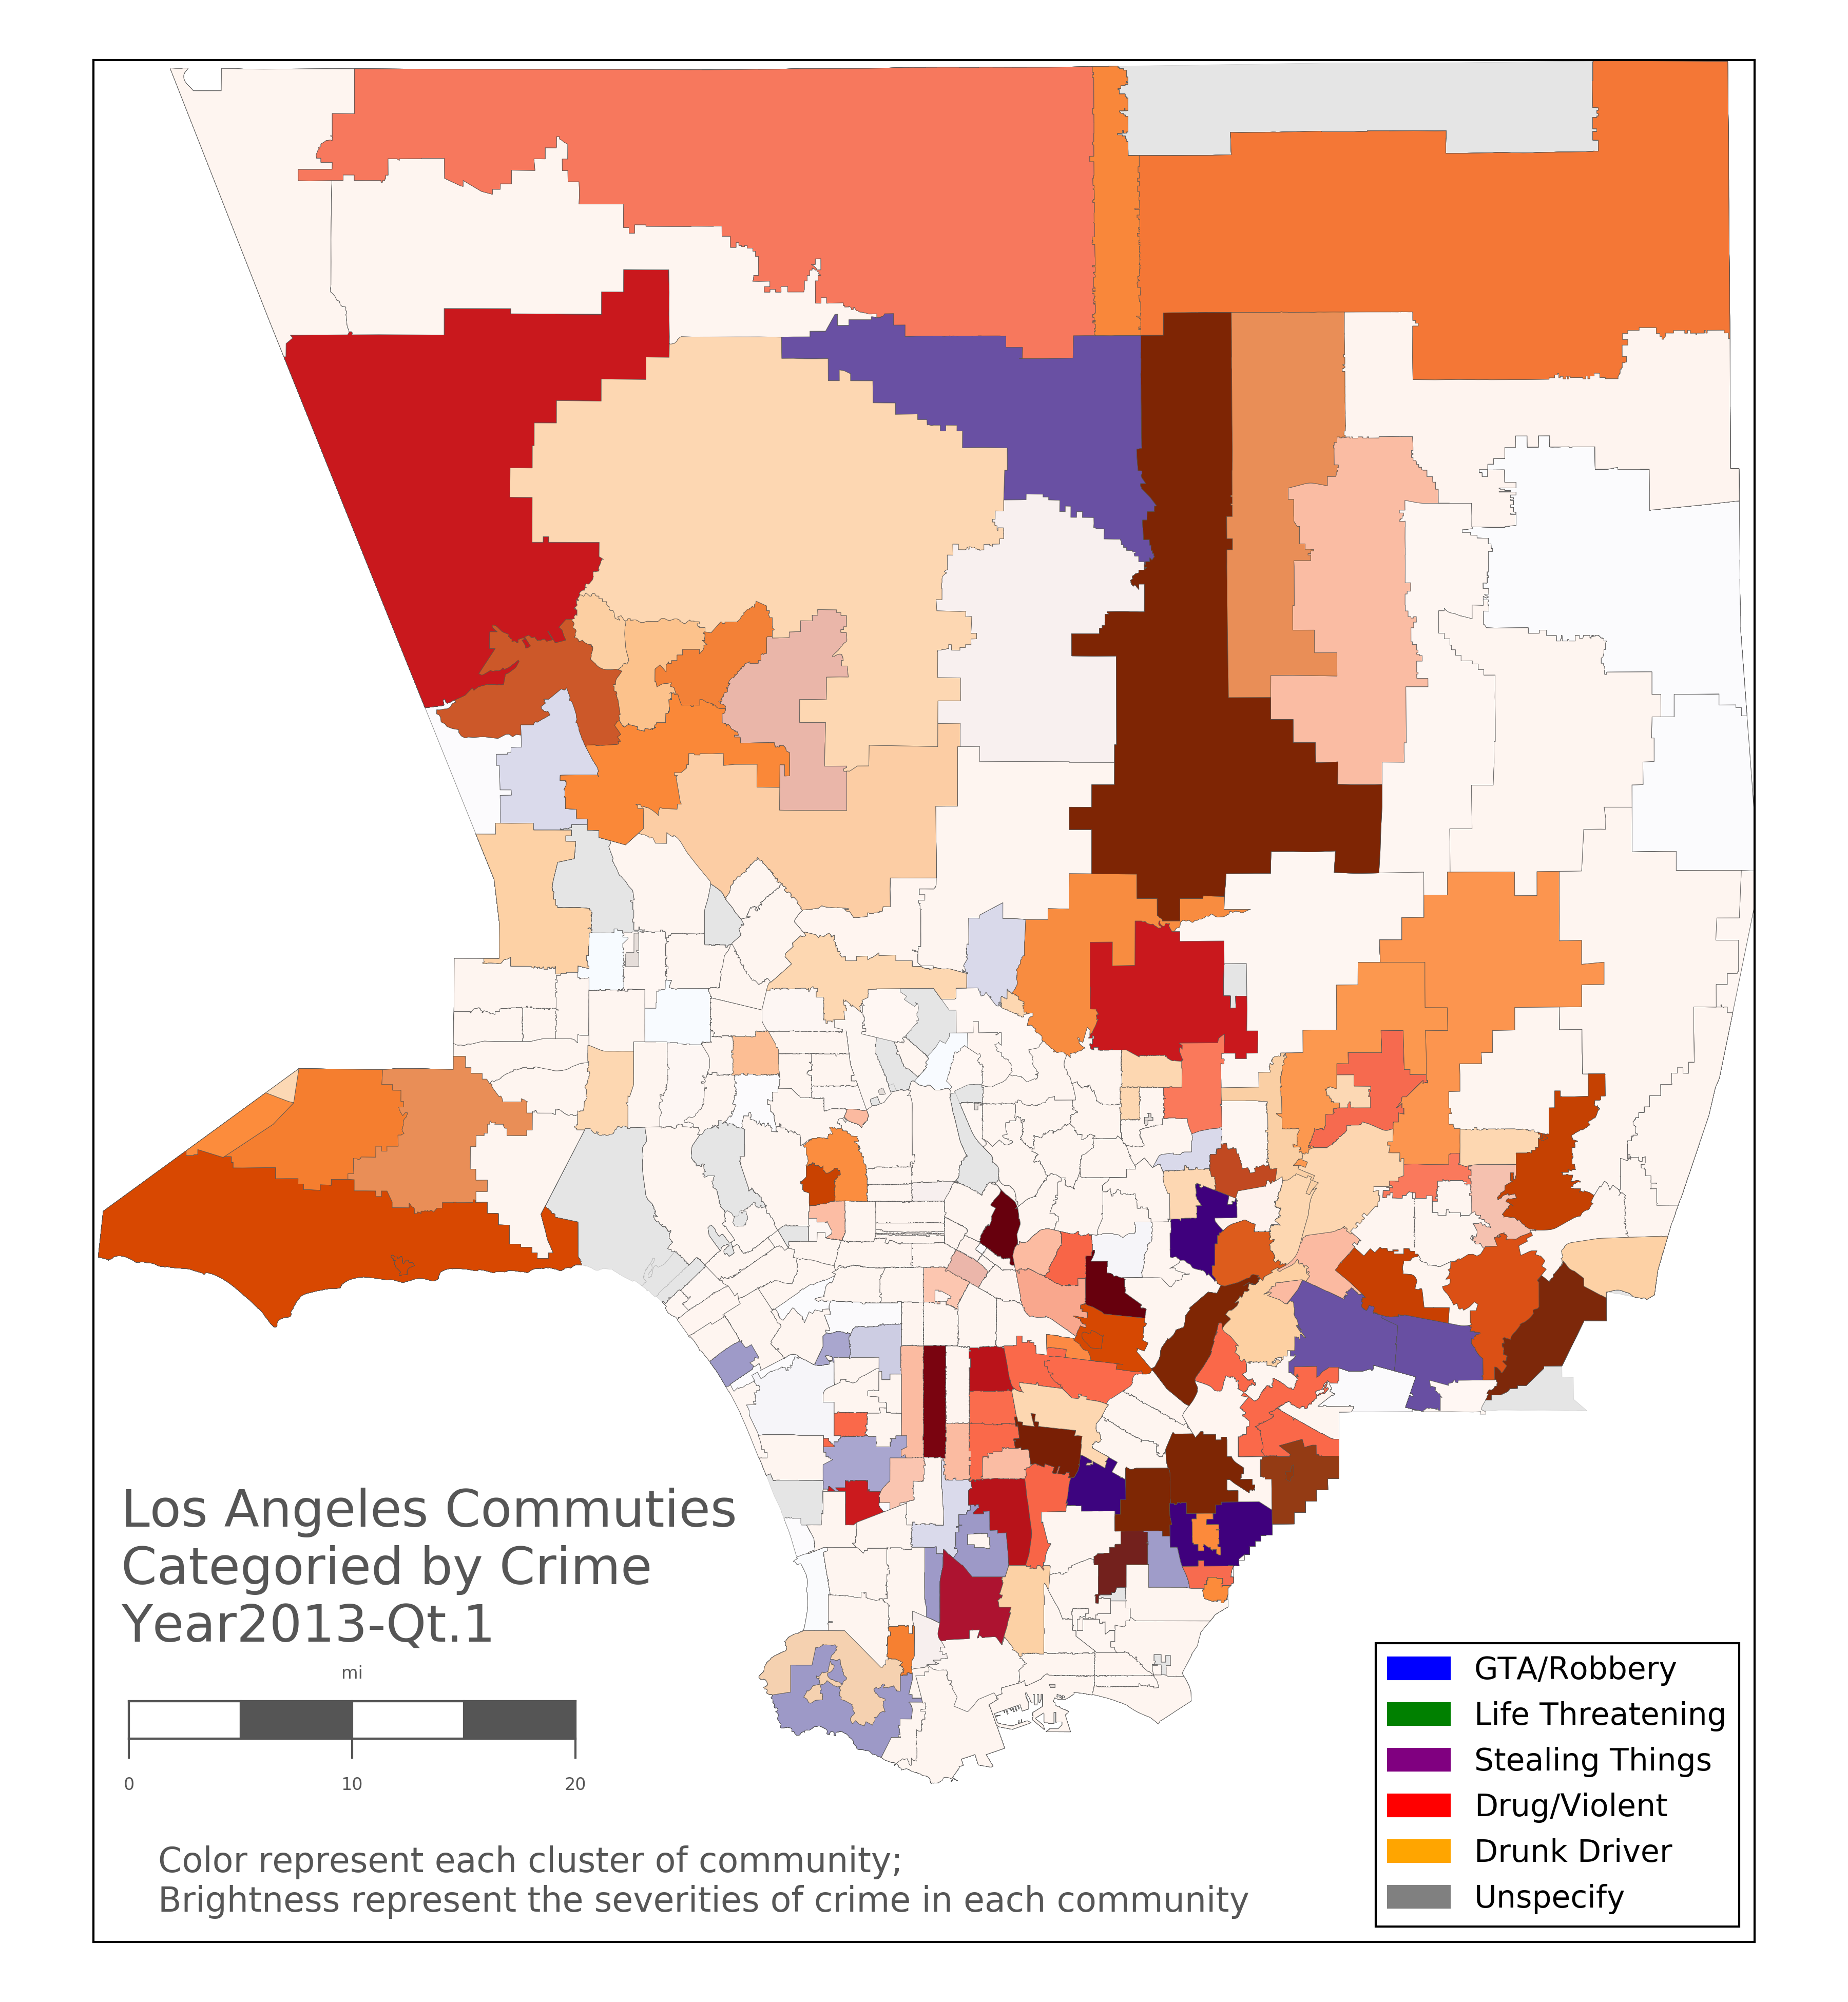 Los Angeles Commuties
Categoried by Crime
Year2013-Qt.1
mi
0 10 20
Color represent each cluster of community;
Brightness represent the severities of crime in each community
GTA/Robbery
Life Threatening
Stealing Things
Drug/Violent
Drunk Driver
Unspecify